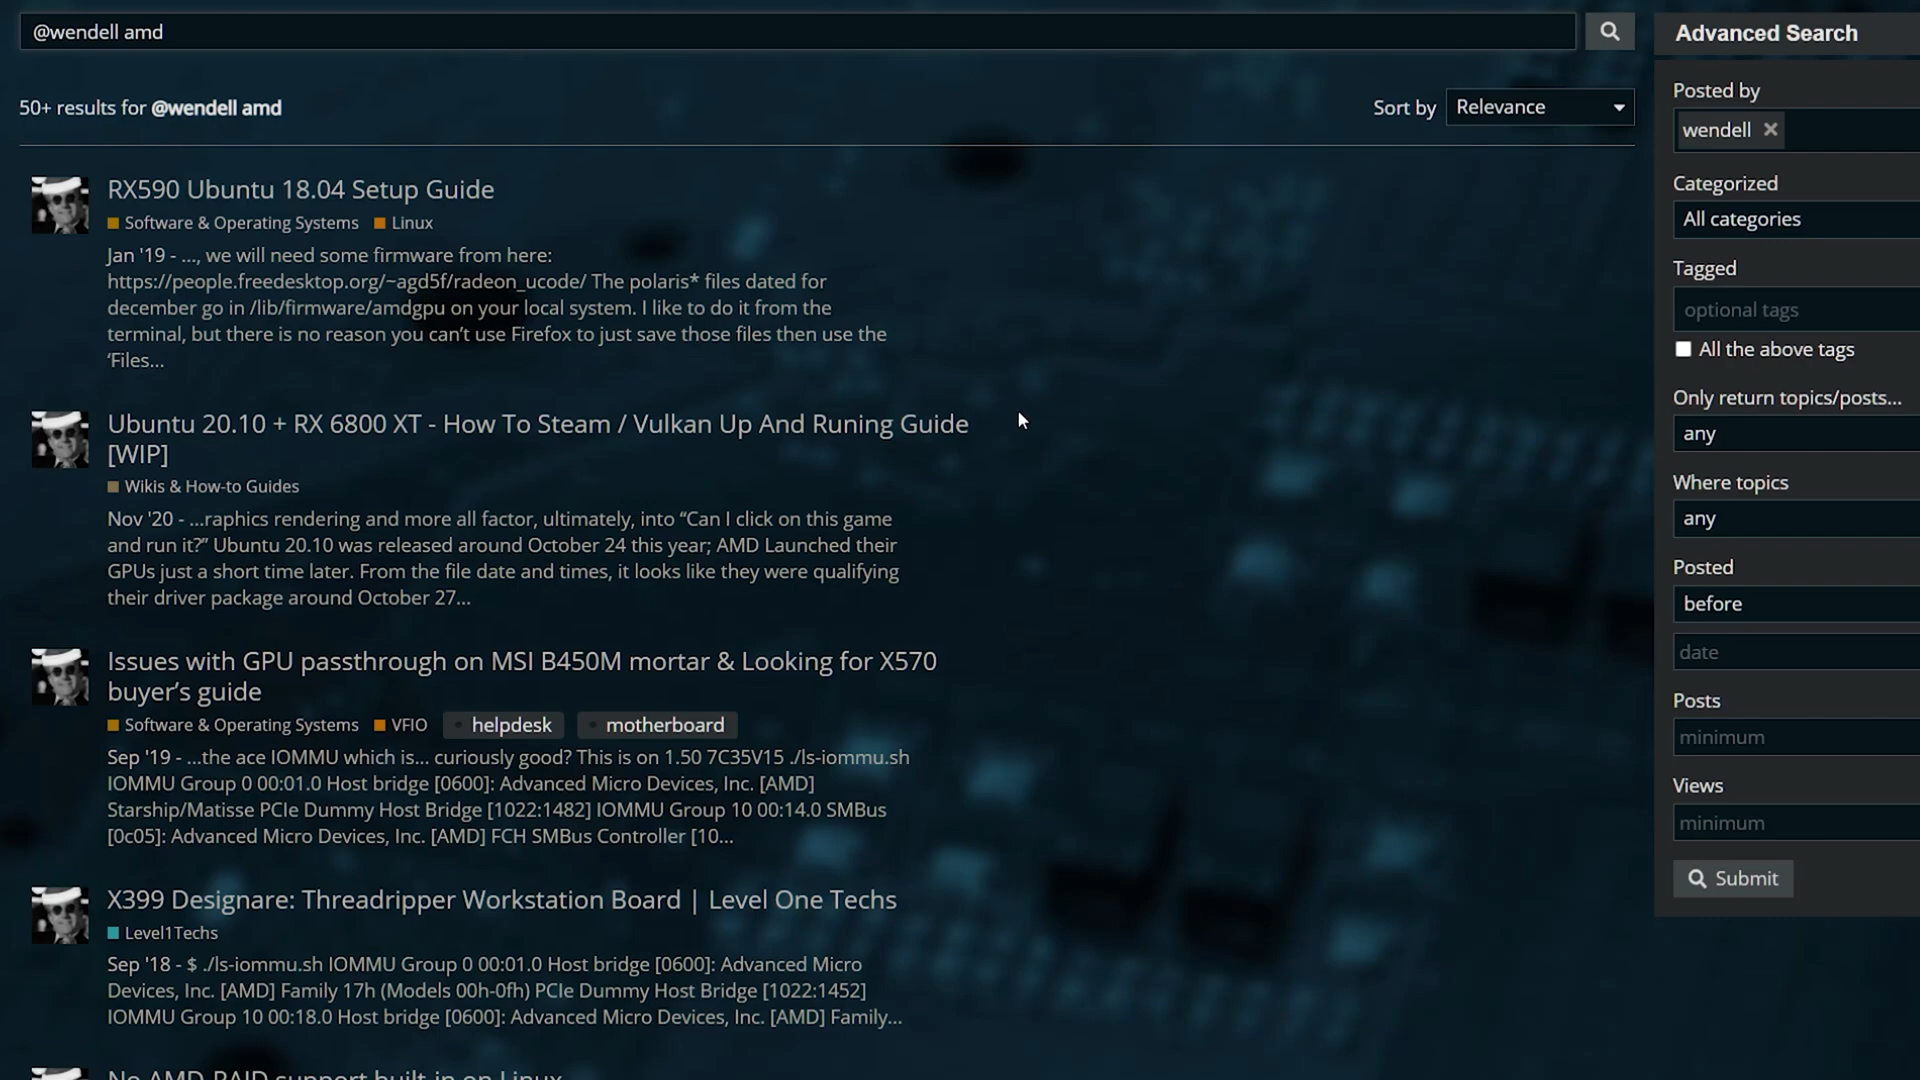 @wendell amd
Advanced Search
50+ results for @wendell amd
Sort by Relevance
Posted by
wendell
Categorized
All categories
Tagged
optional tags
All the above tags
Only return topics/posts...
any
Where topics
any
Posted
before
date
Posts
minimum
Views
minimum
Submit
RX590 Ubuntu 18.04 Setup Guide
Software & Operating Systems Linux
Jan '19 - ..., we will need some firmware from here:
https://people.freedesktop.org/~agd5f/radeon_ucode/ The polaris* files dated for
december go in /lib/firmware/amdgpu on your local system. I like to do it from the
terminal, but there is no reason you can’t use Firefox to just save those files then use the
‘Files...
Ubuntu 20.10 + RX 6800 XT - How To Steam / Vulkan Up And Runing Guide
[WIP]
Wikis & How-to Guides
Nov '20 - ...raphics rendering and more all factor, ultimately, into “Can I click on this game
and run it?” Ubuntu 20.10 was released around October 24 this year; AMD Launched their
GPUs just a short time later. From the file date and times, it looks like they were qualifying
their driver package around October 27...
Issues with GPU passthrough on MSI B450M mortar & Looking for X570
buyer’s guide
Software & Operating Systems VFIO helpdesk motherboard
Sep '19 - ...the ace IOMMU which is... curiously good? This is on 1.50 7C35V15 ./ls-iommu.sh
IOMMU Group 0 00:01.0 Host bridge [0600]: Advanced Micro Devices, Inc. [AMD]
Starship/Matisse PCIe Dummy Host Bridge [1022:1482] IOMMU Group 10 00:14.0 SMBus
[0c05]: Advanced Micro Devices, Inc. [AMD] FCH SMBus Controller [10...
X399 Designare: Threadripper Workstation Board | Level One Techs
Level1Techs
Sep '18 - $ ./ls-iommu.sh IOMMU Group 0 00:01.0 Host bridge [0600]: Advanced Micro
Devices, Inc. [AMD] Family 17h (Models 00h-0fh) PCIe Dummy Host Bridge [1022:1452]
IOMMU Group 10 00:18.0 Host bridge [0600]: Advanced Micro Devices, Inc. [AMD] Family...
No AMD-RAID support built-in on Linux